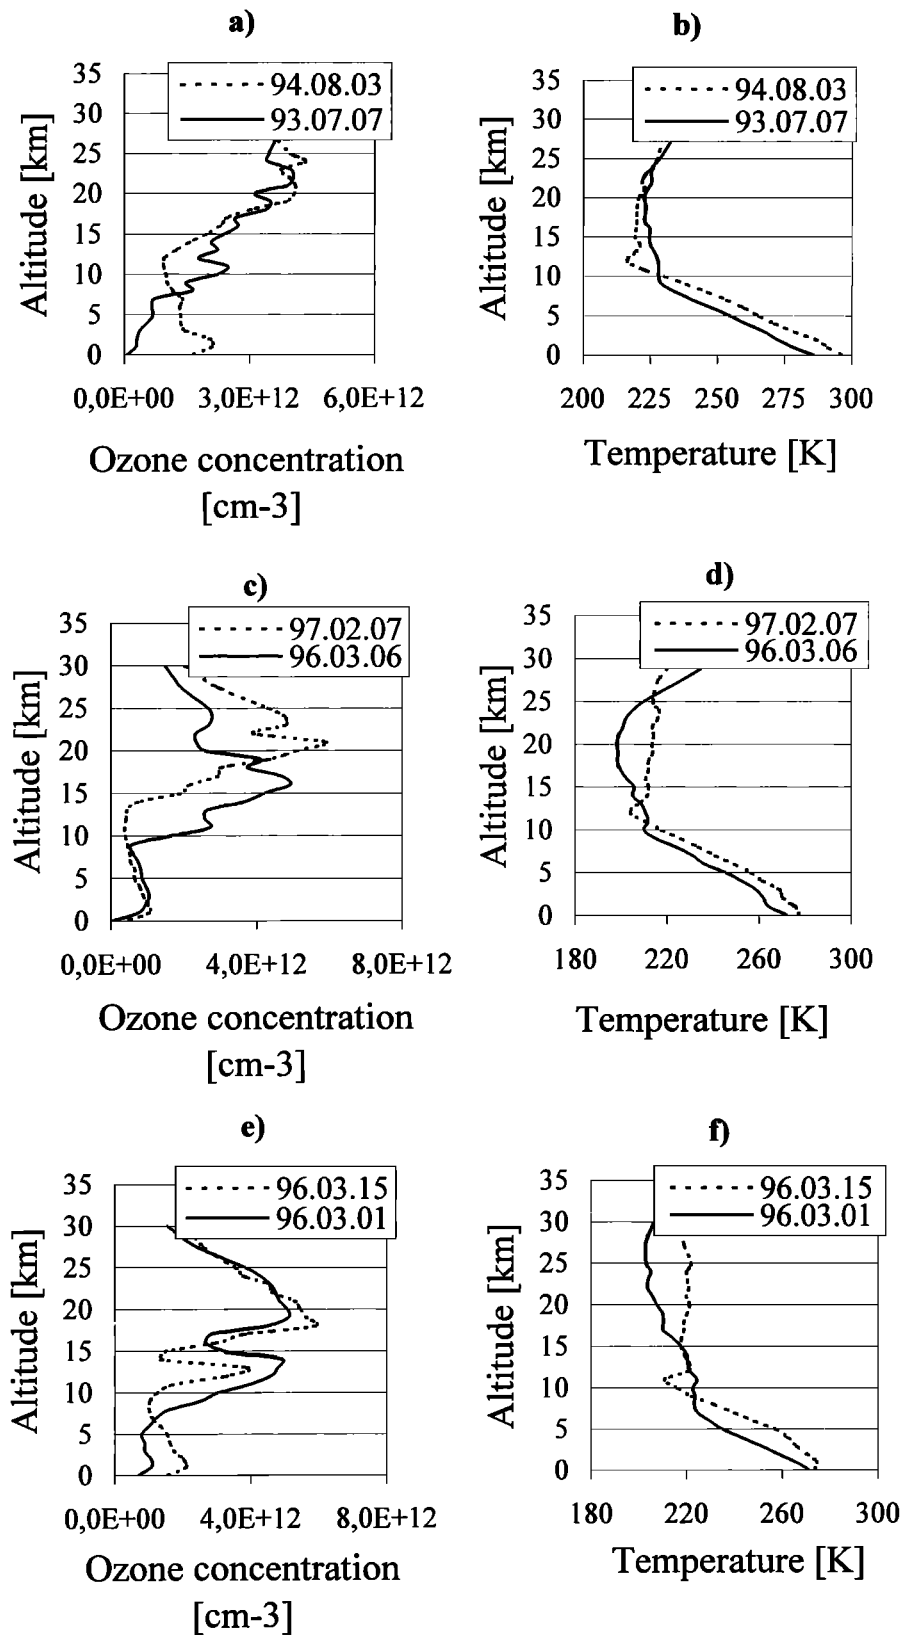 a)
35
30
25
20
15
10
5
0
Altitude [km]
94.08.03
93.07.07
0,0E+00 3,0E+12 6,0E+12
Ozone concentration
[cm-3]
b)
35
30
25
20
15
10
5
0
Altitude [km]
94.08.03
93.07.07
200 225 250 275 300
Temperature [K]
c)
35
30
25
20
15
10
5
0
Altitude [km]
97.02.07
96.03.06
0,0E+00 4,0E+12 8,0E+12
Ozone concentration
[cm-3]
d)
35
30
25
20
15
10
5
0
Altitude [km]
97.02.07
96.03.06
180 220 260 300
Temperature [K]
e)
35
30
25
20
15
10
5
0
Altitude [km]
96.03.15
96.03.01
0,0E+00 4,0E+12 8,0E+12
Ozone concentration
[cm-3]
f)
35
30
25
20
15
10
5
0
Altitude [km]
96.03.15
96.03.01
180 220 260 300
Temperature [K]